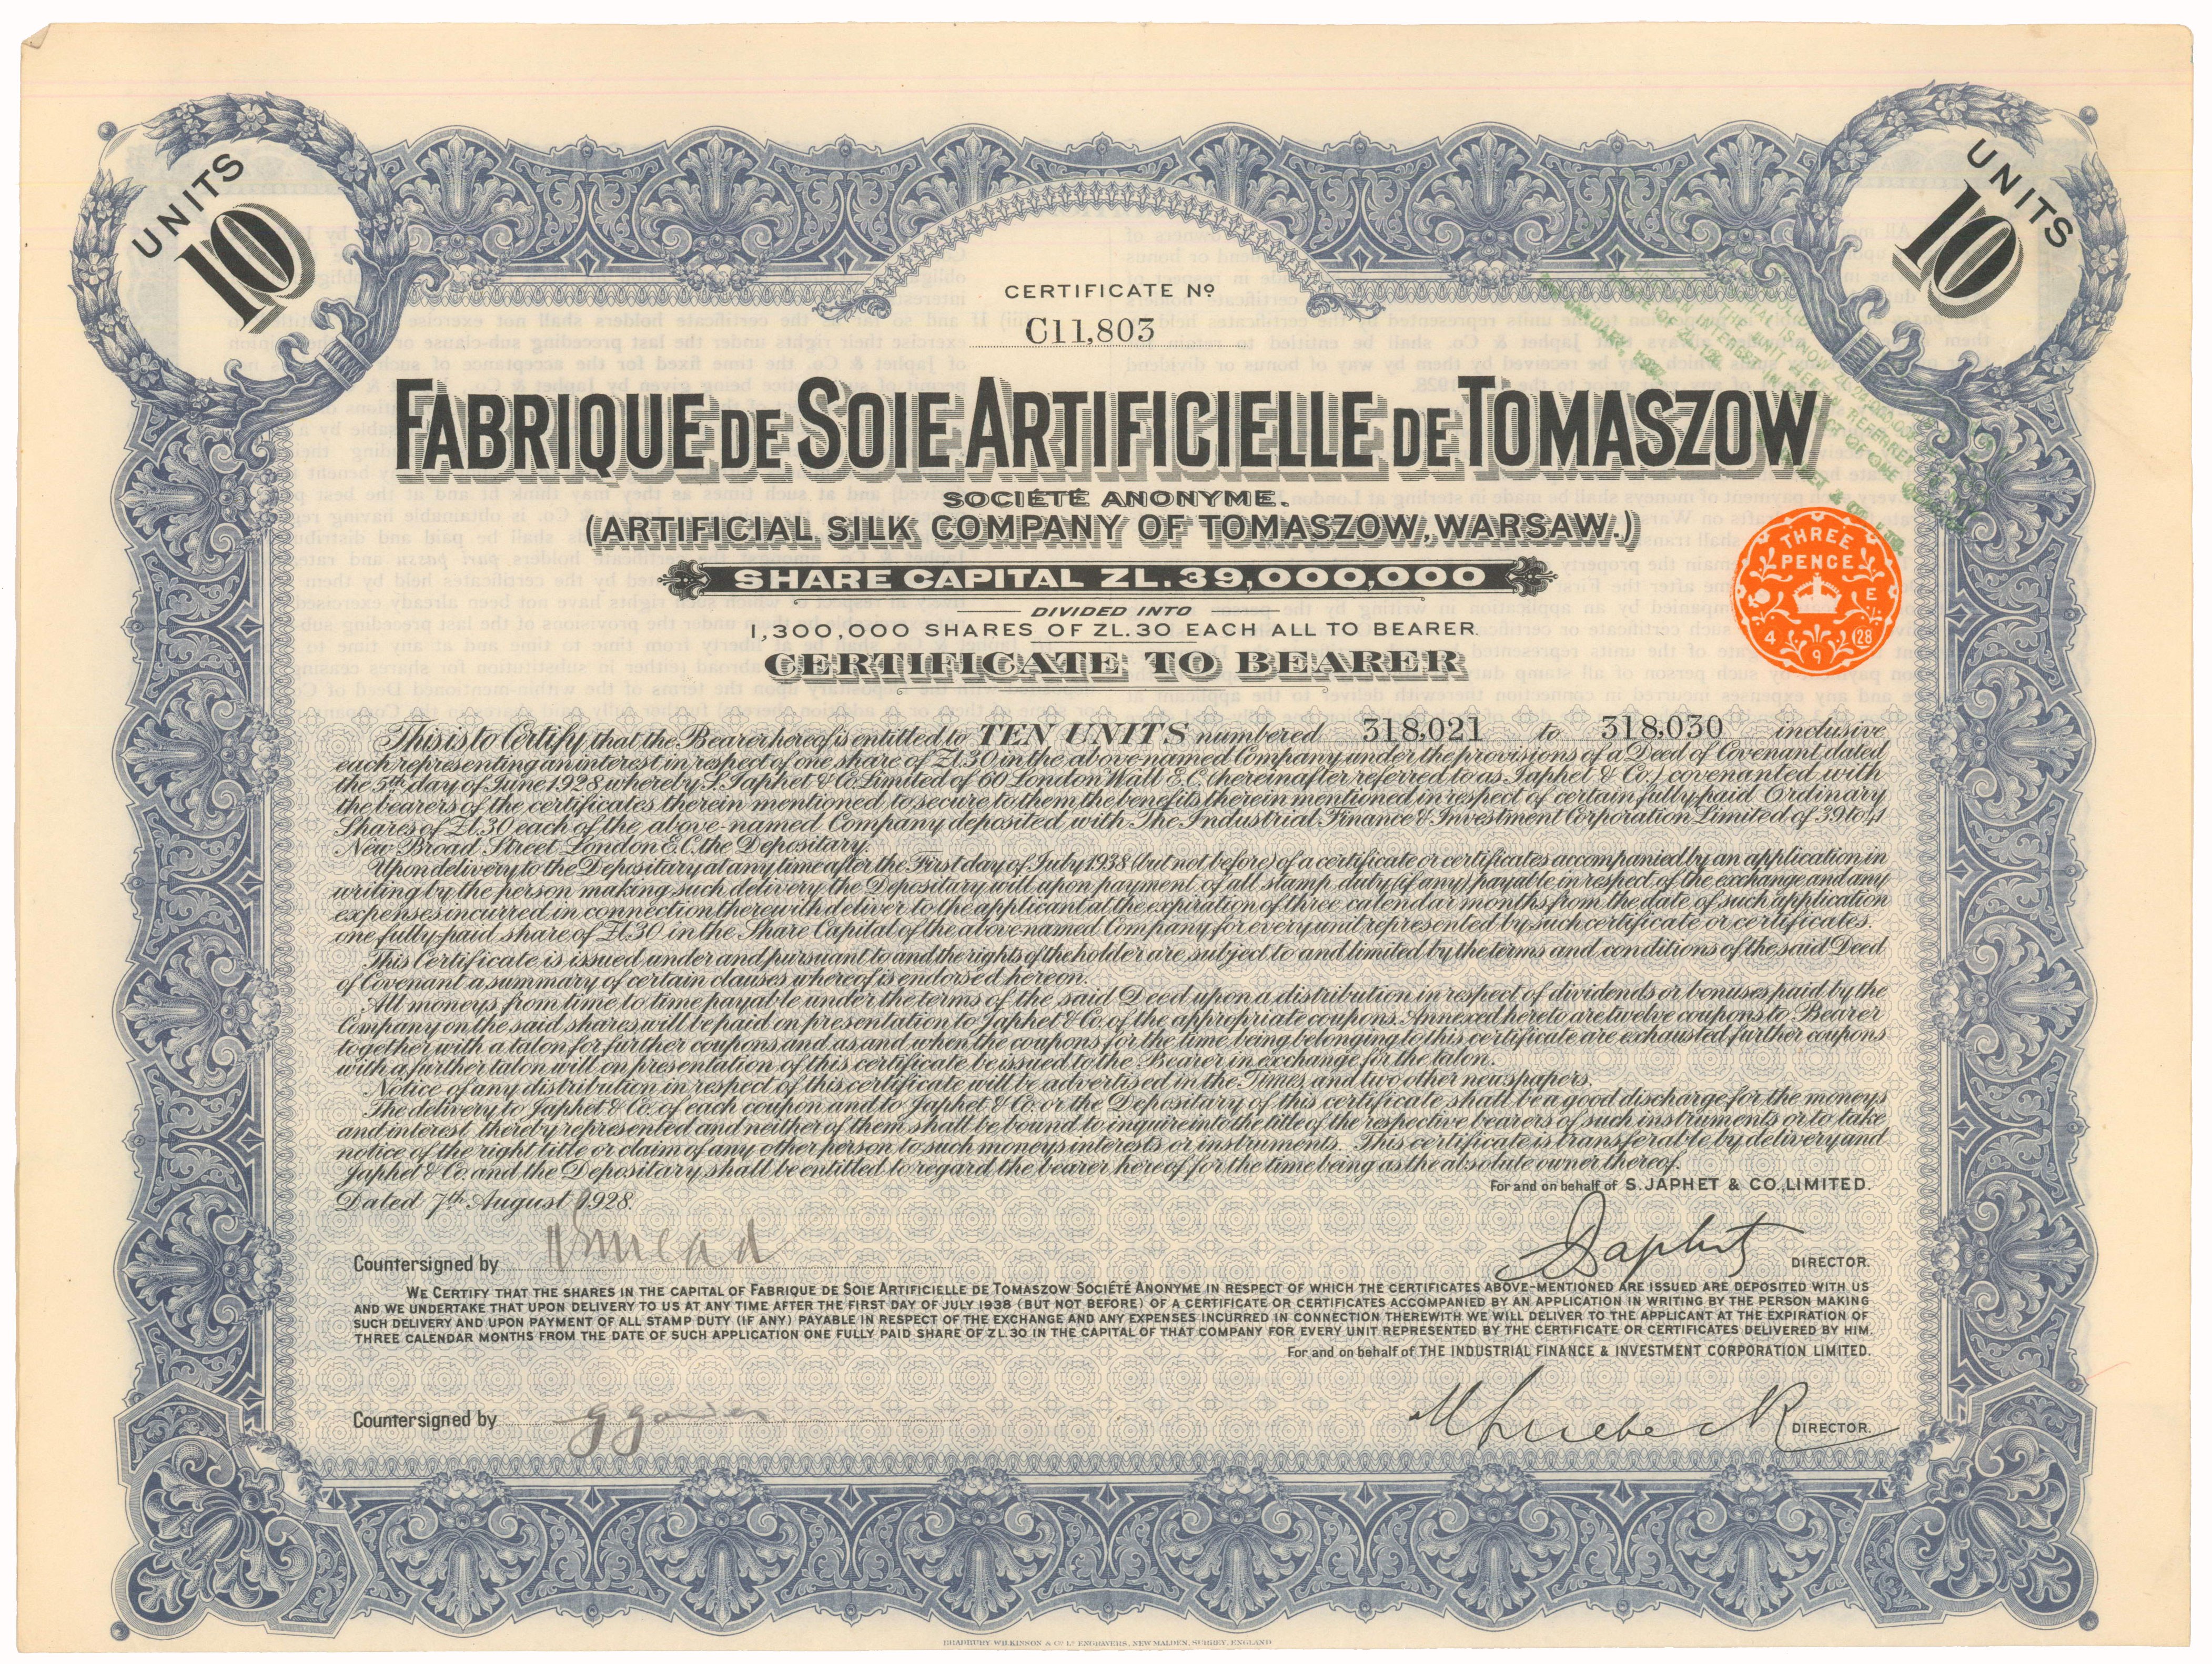 UNITS
10
UNITS
10
CERTIFICATE Nº
C11,803
FABRIQUE DE SOIE ARTIFICIELLE DE TOMASZOW
SOCIÉTÉ ANONYME.
(ARTIFICIAL SILK COMPANY OF TOMASZOW, WARSAW.)
SHARE CAPITAL ZL. 39,000,000
DIVIDED INTO
1,300,000 SHARES OF ZL. 30 EACH ALL TO BEARER.
CERTIFICATE TO BEARER
THREE
PENCE
E
4 9 28
This is to Certify that the Bearer hereof is entitled to TEN UNITS numbered 318,021 to 318,030 inclusive
each representing an interest in respect of one share of Zl.30 in the above-named Company under the provisions of a Deed of Covenant dated
the 5th day of June 1928 whereby S. Japhet & Co. Limited of 60 London Wall E.C. (hereinafter referred to as Japhet & Co.) covenanted with
the bearers of the certificates therein mentioned to secure to them the benefits therein mentioned in respect of certain fully-paid Ordinary
Shares of Zl.30 each of the above-named Company deposited with The Industrial Finance & Investment Corporation Limited of 39 to 41
New Broad Street London E.C. the Depositary.
Upon delivery to the Depositary at any time after the First day of July 1938 (but not before) of a certificate or certificates accompanied by an application in
writing by the person making such delivery the Depositary will upon payment of all stamp duty (if any) payable in respect of the exchange and any
expenses incurred in connection therewith deliver to the applicant at the expiration of three calendar months from the date of such application
one fully-paid share of Zl.30 in the Share Capital of the above named Company for every unit represented by such certificate or certificates.
This Certificate is issued under and pursuant to and the rights of the holder are subject to and limited by the terms and conditions of the said Deed
of Covenant a summary of certain clauses whereof is endorsed hereon.
All moneys from time to time payable under the terms of the said Deed upon a distribution in respect of dividends or bonuses paid by the
Company on the said shares will be paid on presentation to Japhet & Co. of the appropriate coupons. Annexed hereto are twelve coupons to Bearer
together with a talon for further coupons and as and when the coupons for the time being belonging to this certificate are exhausted further coupons
with a further talon will on presentation of this certificate be issued to the Bearer in exchange for the talon.
Notice of any distribution in respect of this certificate will be advertised in the Times and two other newspapers.
The delivery to Japhet & Co. of each coupon and to Japhet & Co. or the Depositary of this certificate shall be a good discharge for the moneys
and interest thereby represented and neither of them shall be bound to inquire into the title of the respective bearers of such instruments or to take
notice of the right title or claim of any other person to such moneys interests or instruments. This certificate is transferable by delivery and
Japhet & Co. and the Depositary shall be entitled to regard the bearer hereof for the time being as the absolute owner thereof.
For and on behalf of S. JAPHET & CO., LIMITED.
Dated 7th August 1928.
Japhet
Countersigned by
DIRECTOR.
WE CERTIFY THAT THE SHARES IN THE CAPITAL OF FABRIQUE DE SOIE ARTIFICIELLE DE TOMASZOW SOCIÉTÉ ANONYME IN RESPECT OF WHICH THE CERTIFICATES ABOVE-MENTIONED ARE ISSUED ARE DEPOSITED WITH US
AND WE UNDERTAKE THAT UPON DELIVERY TO US AT ANY TIME AFTER THE FIRST DAY OF JULY 1938 (BUT NOT BEFORE) OF A CERTIFICATE OR CERTIFICATES ACCOMPANIED BY AN APPLICATION IN WRITING BY THE PERSON MAKING
SUCH DELIVERY AND UPON PAYMENT OF ALL STAMP DUTY (IF ANY) PAYABLE IN RESPECT OF THE EXCHANGE AND ANY EXPENSES INCURRED IN CONNECTION THEREWITH WE WILL DELIVER TO THE APPLICANT AT THE EXPIRATION OF
THREE CALENDAR MONTHS FROM THE DATE OF SUCH APPLICATION ONE FULLY PAID SHARE OF ZL.30 IN THE CAPITAL OF THAT COMPANY FOR EVERY UNIT REPRESENTED BY THE CERTIFICATE OR CERTIFICATES DELIVERED BY HIM.
For and on behalf of THE INDUSTRIAL FINANCE & INVESTMENT CORPORATION LIMITED.
Countersigned by
DIRECTOR.
BRADBURY WILKINSON & Cº Lº ENGRAVERS, NEW MALDEN, SURREY, ENGLAND